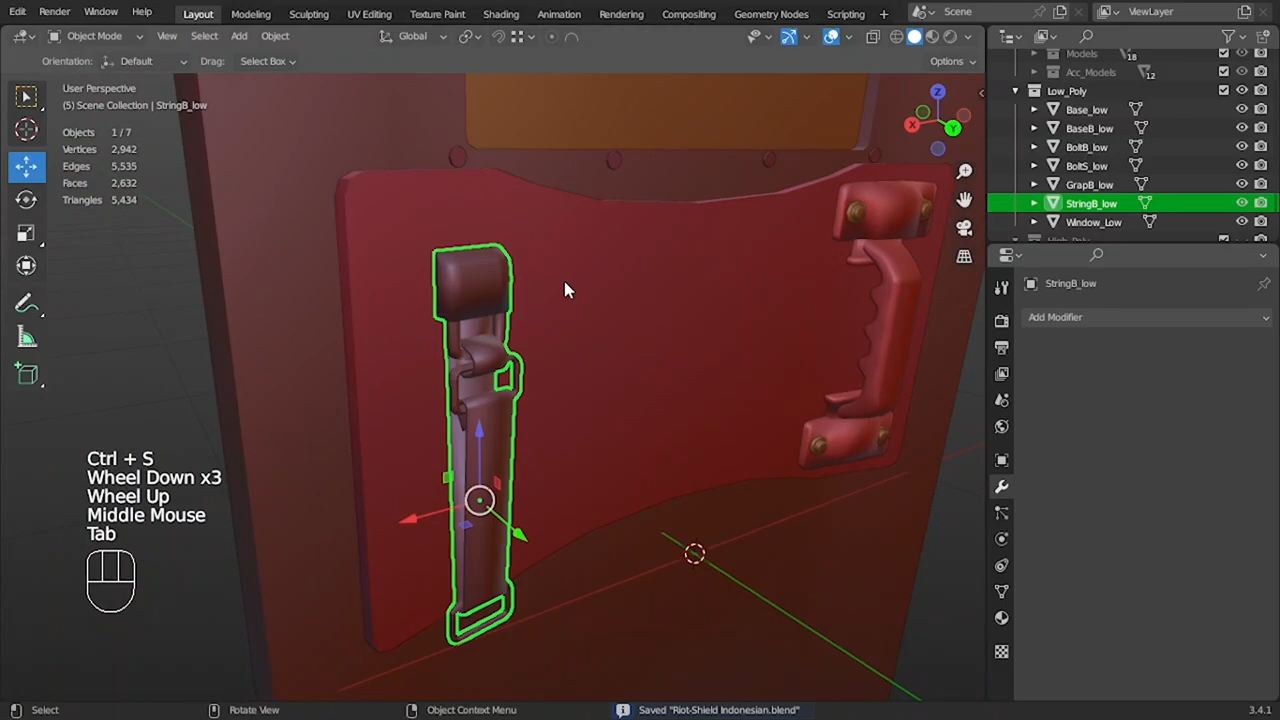 Edit Render Window Help Layout Modeling Sculpting UV Editing Texture Paint Shading Animation Rendering Compositing Geometry Nodes Scripting Scene ViewLayer
Object Mode View Select Add Object Global
Orientation: Default Drag: Select Box Options
User Perspective
(5) Scene Collection | StringB_low
Objects 1 / 7
Vertices 2,942
Edges 5,535
Faces 2,632
Triangles 5,434
Z
X
Y
Models 18
Acc_Models 12
Low_Poly
Base_low
BaseB_low
BoltB_low
BoltS_low
GrapB_low
StringB_low
Window_Low
StringB_low
Add Modifier
Ctrl + S
Wheel Down x3
Wheel Up
Middle Mouse
Tab
Select Rotate View Object Context Menu Saved "Riot-Shield Indonesian.blend" 3.4.1